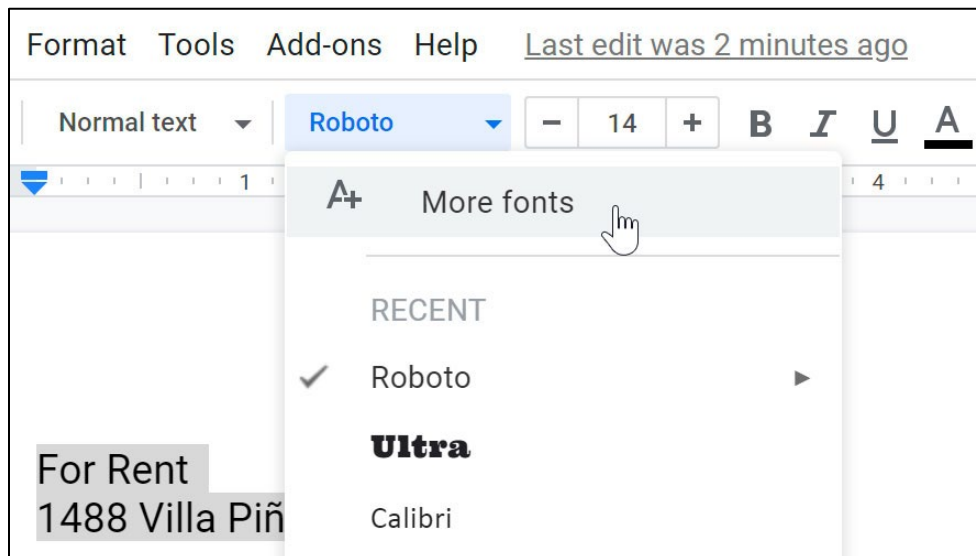 Format Tools Add-ons Help Last edit was 2 minutes ago
Normal text Roboto − 14 + B I U A
1 4
A+ More fonts
RECENT
Roboto
Ultra
Calibri
For Rent
1488 Villa Piñ